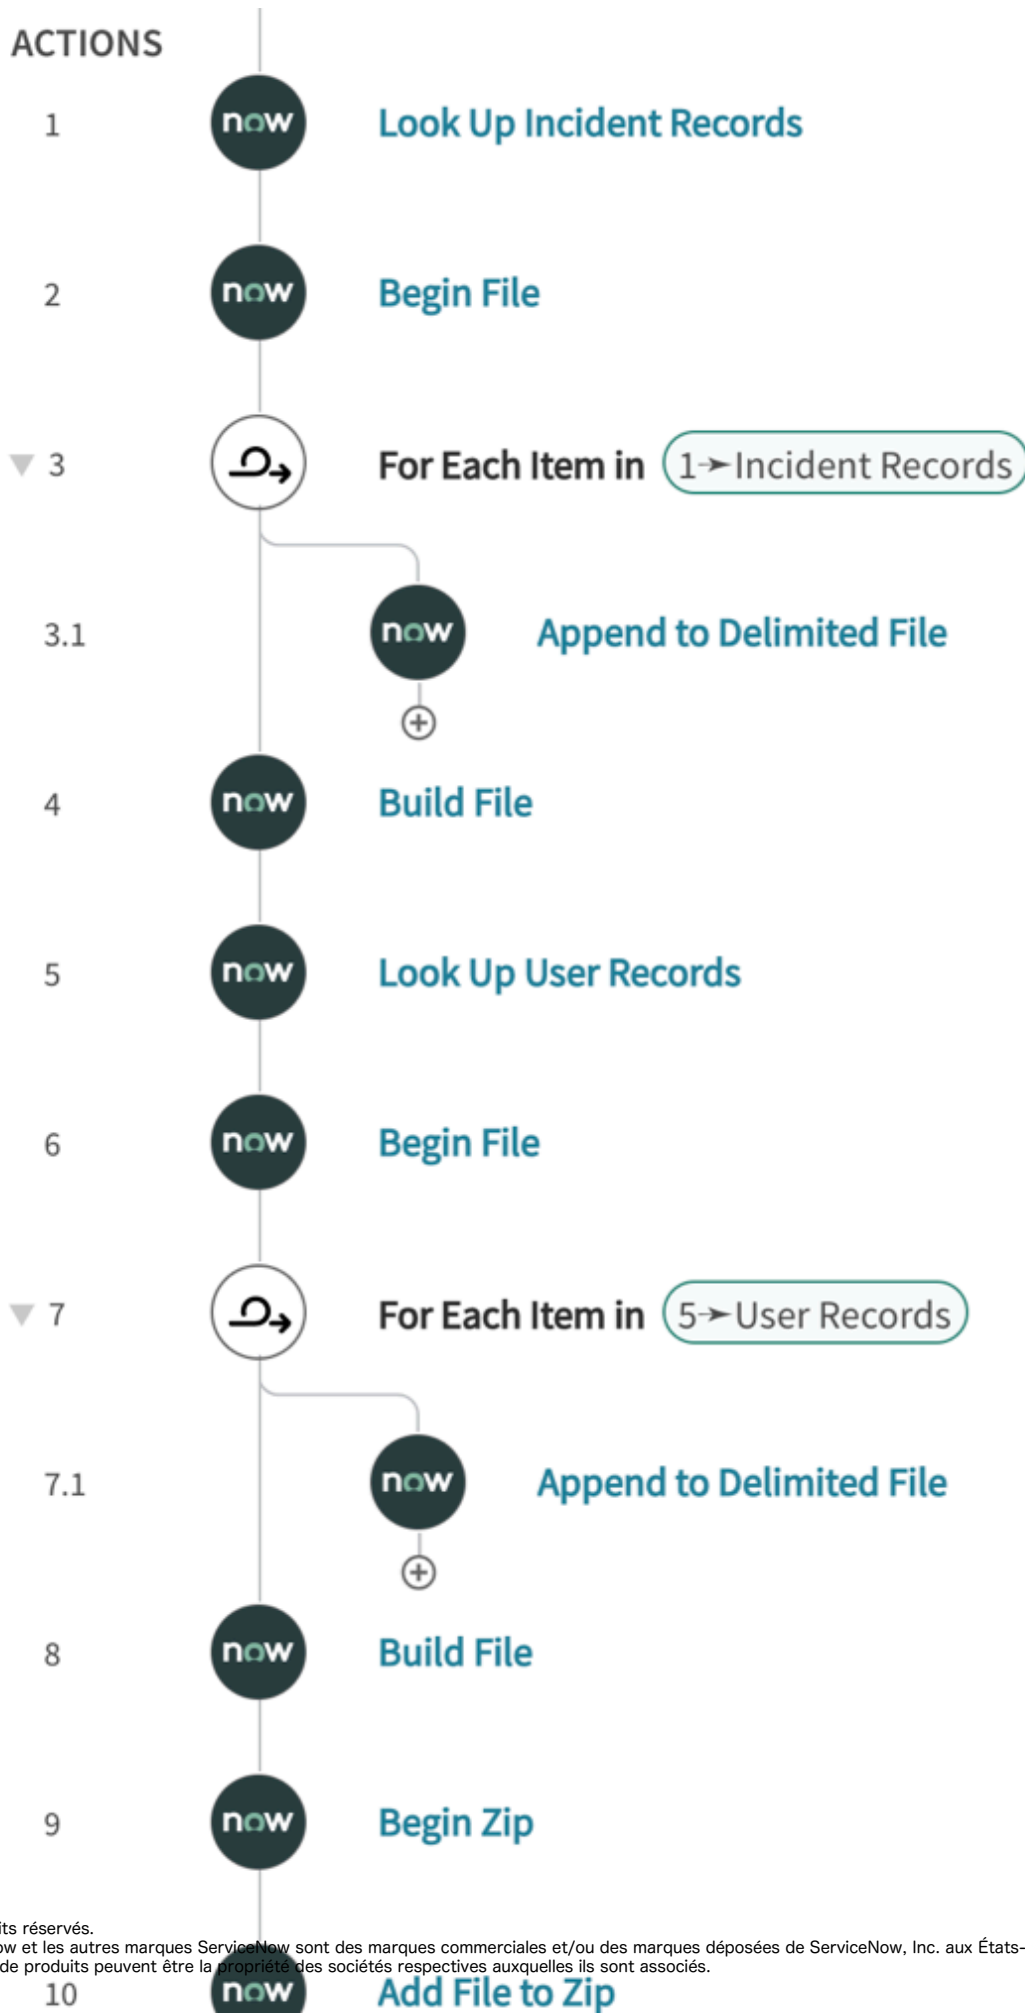 ACTIONS
1 now Look Up Incident Records
2 now Begin File
3 For Each Item in 1➛Incident Records
3.1 now Append to Delimited File
4 now Build File
5 now Look Up User Records
6 now Begin File
7 For Each Item in 5➛User Records
7.1 now Append to Delimited File
8 now Build File
9 now Begin Zip
its réservés.
ow et les autres marques ServiceNow sont des marques commerciales et/ou des marques déposées de ServiceNow, Inc. aux États-
de produits peuvent être la propriété des sociétés respectives auxquelles ils sont associés.
10 now Add File to Zip